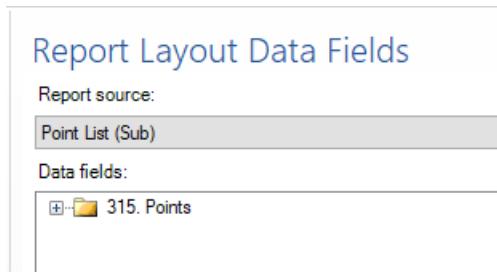 Report Layout Data Fields
Report source:
Point List (Sub)
Data fields:
315. Points